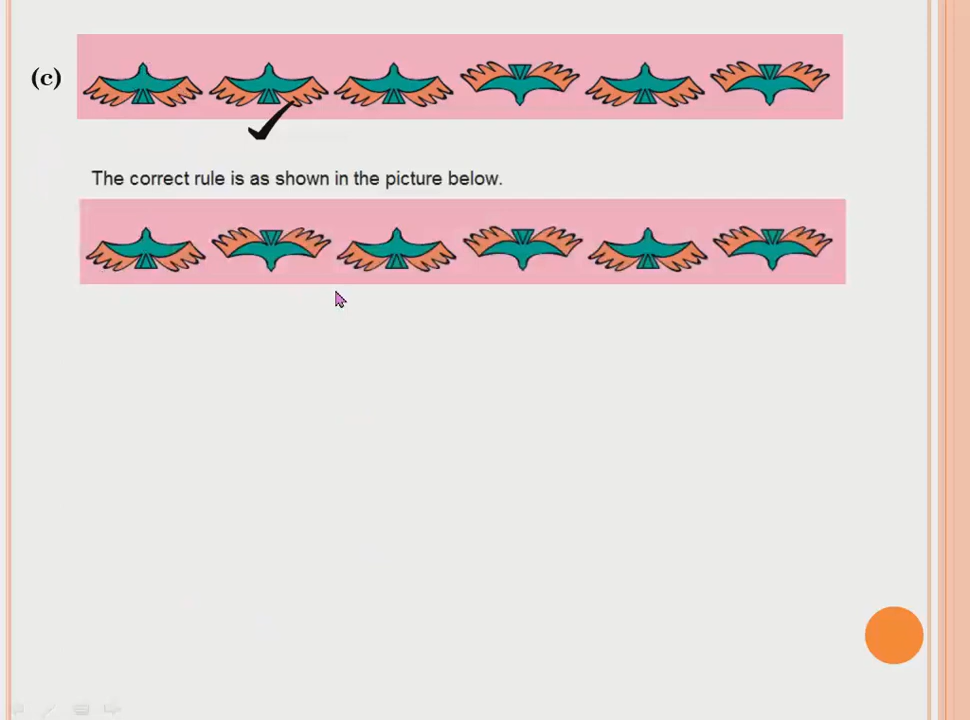 (c)
The correct rule is as shown in the picture below.